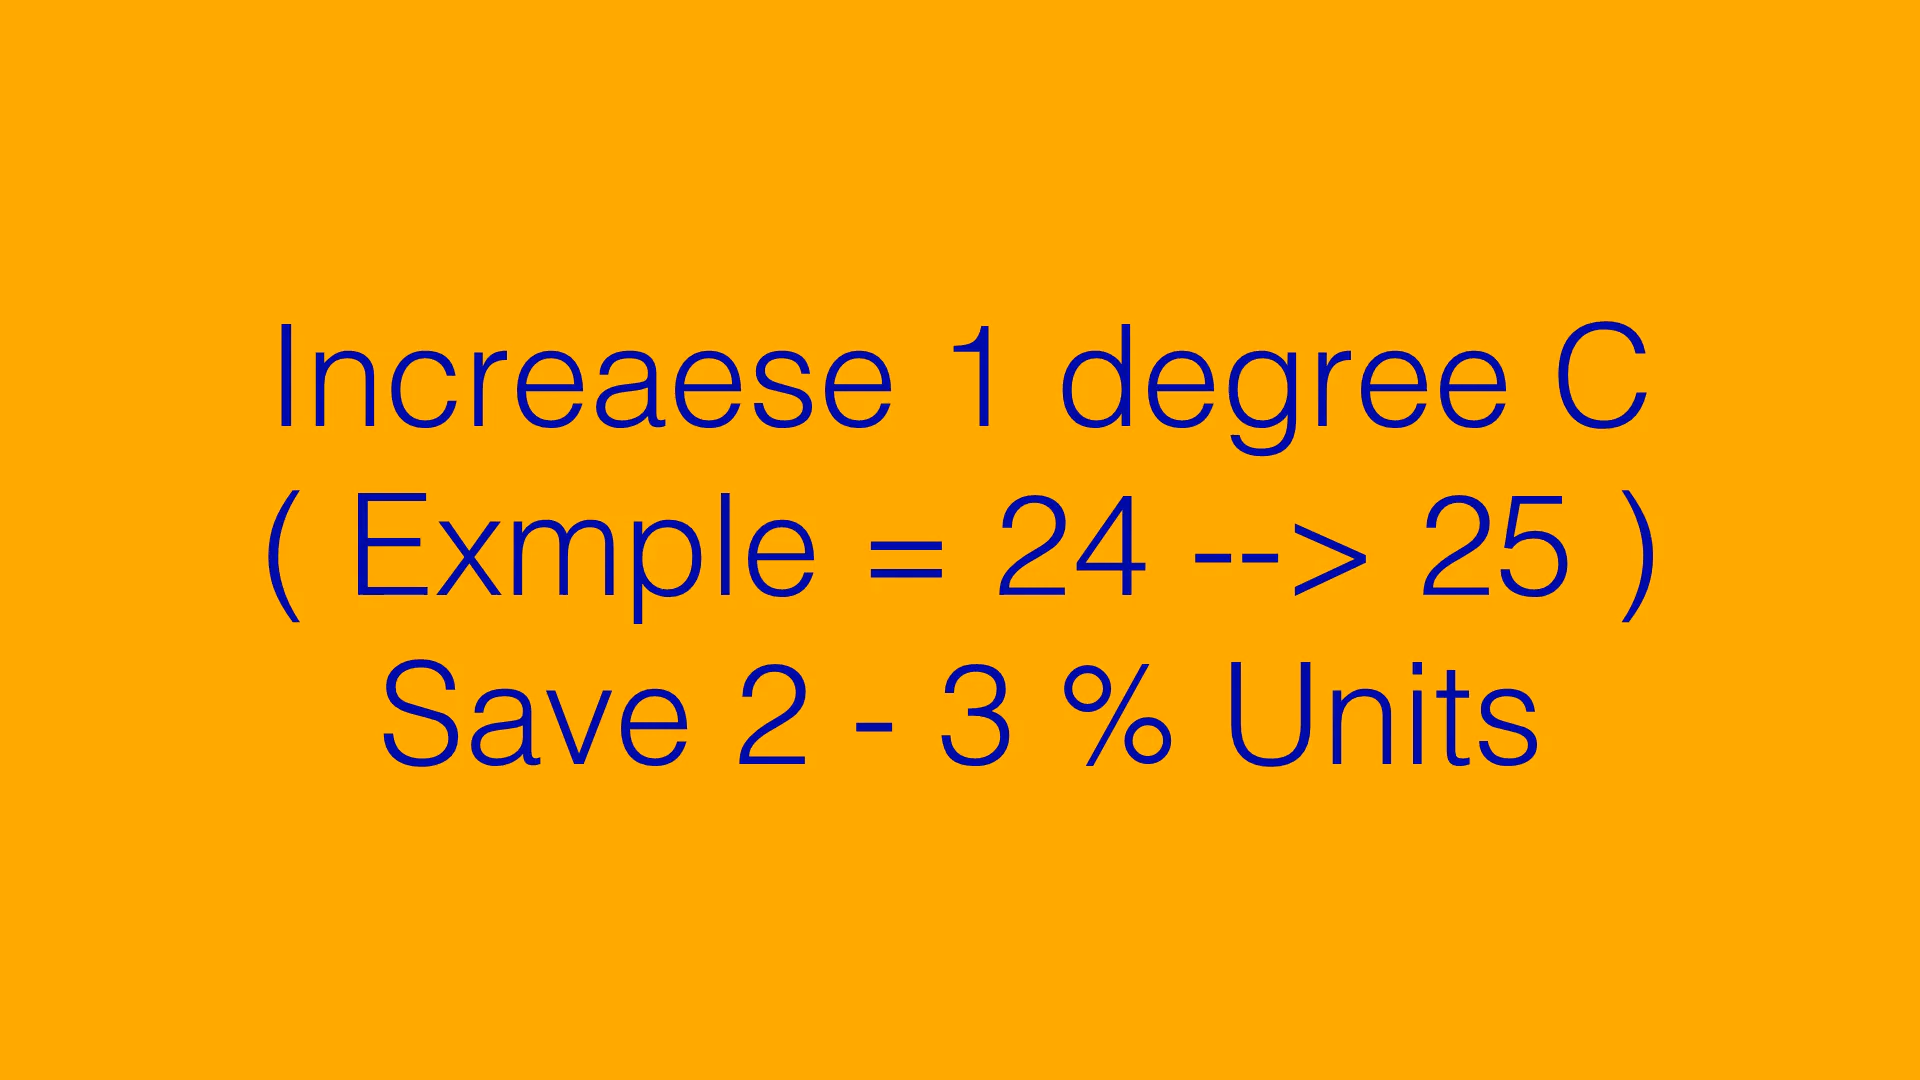 Increaese 1 degree C
( Exmple = 24 --> 25 )
Save 2 - 3 % Units